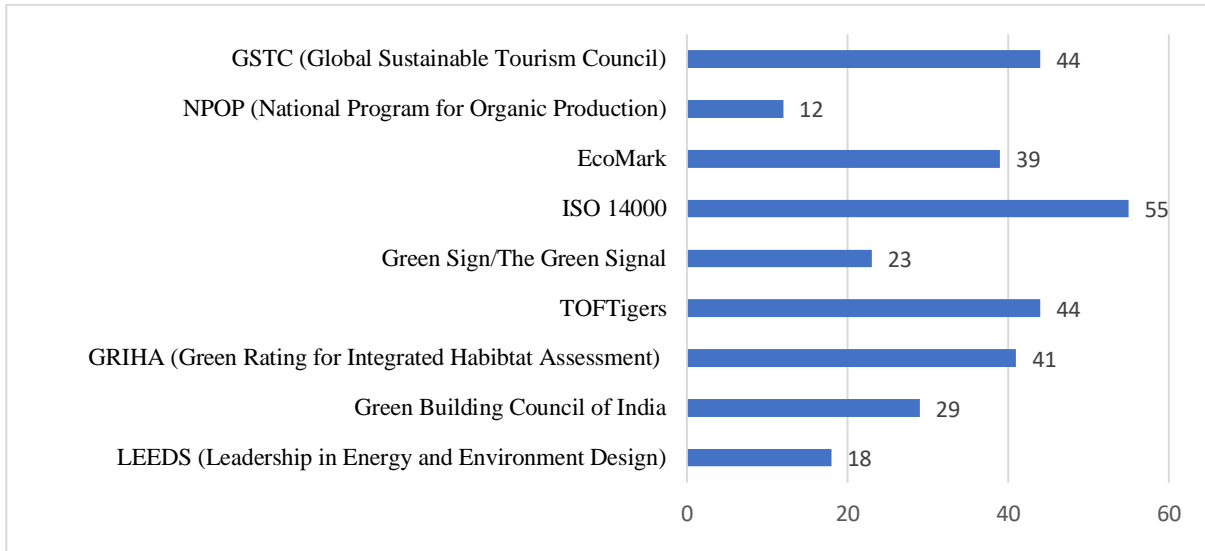 GSTC (Global Sustainable Tourism Council)
44
NPOP (National Program for Organic Production)
12
EcoMark
39
ISO 14000
55
Green Sign/The Green Signal
23
TOFTigers
44
GRIHA (Green Rating for Integrated Habibtat Assessment)
41
Green Building Council of India
29
LEEDS (Leadership in Energy and Environment Design)
18
0 20 40 60